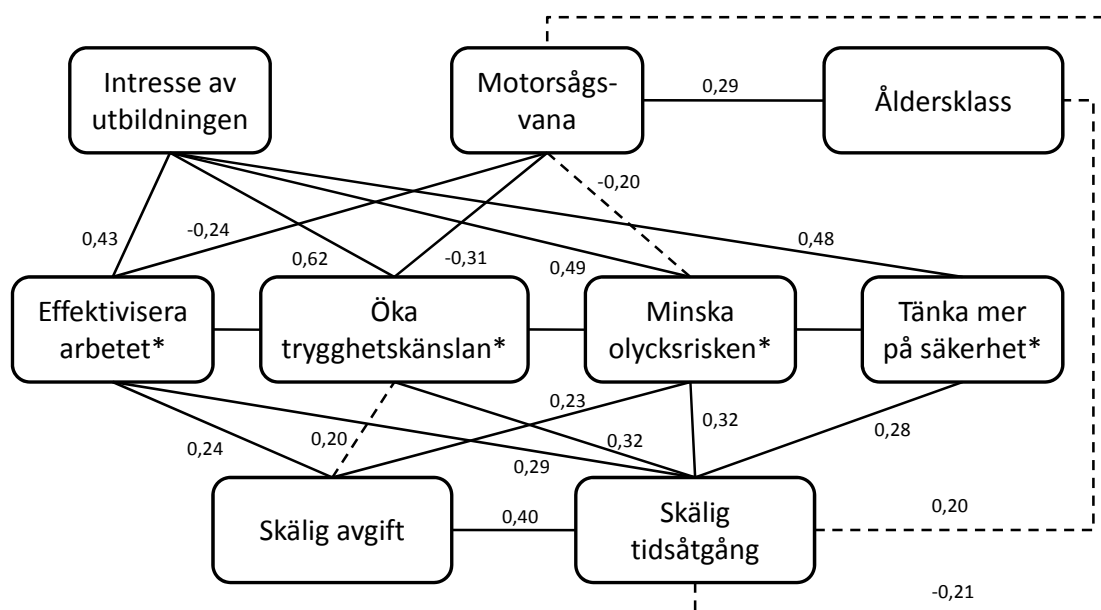 Intresse av
utbildningen
Motorsågs-
vana
0,29
Åldersklass
-0,20
0,43
-0,24
0,62
-0,31
0,49
0,48
Effektivisera
arbetet*
Öka
trygghetskänslan*
Minska
olycksrisken*
Tänka mer
på säkerhet*
0,24
0,20
0,23
0,29
0,32
0,32
0,28
Skälig avgift
0,40
Skälig
tidsåtgång
0,20
-0,21